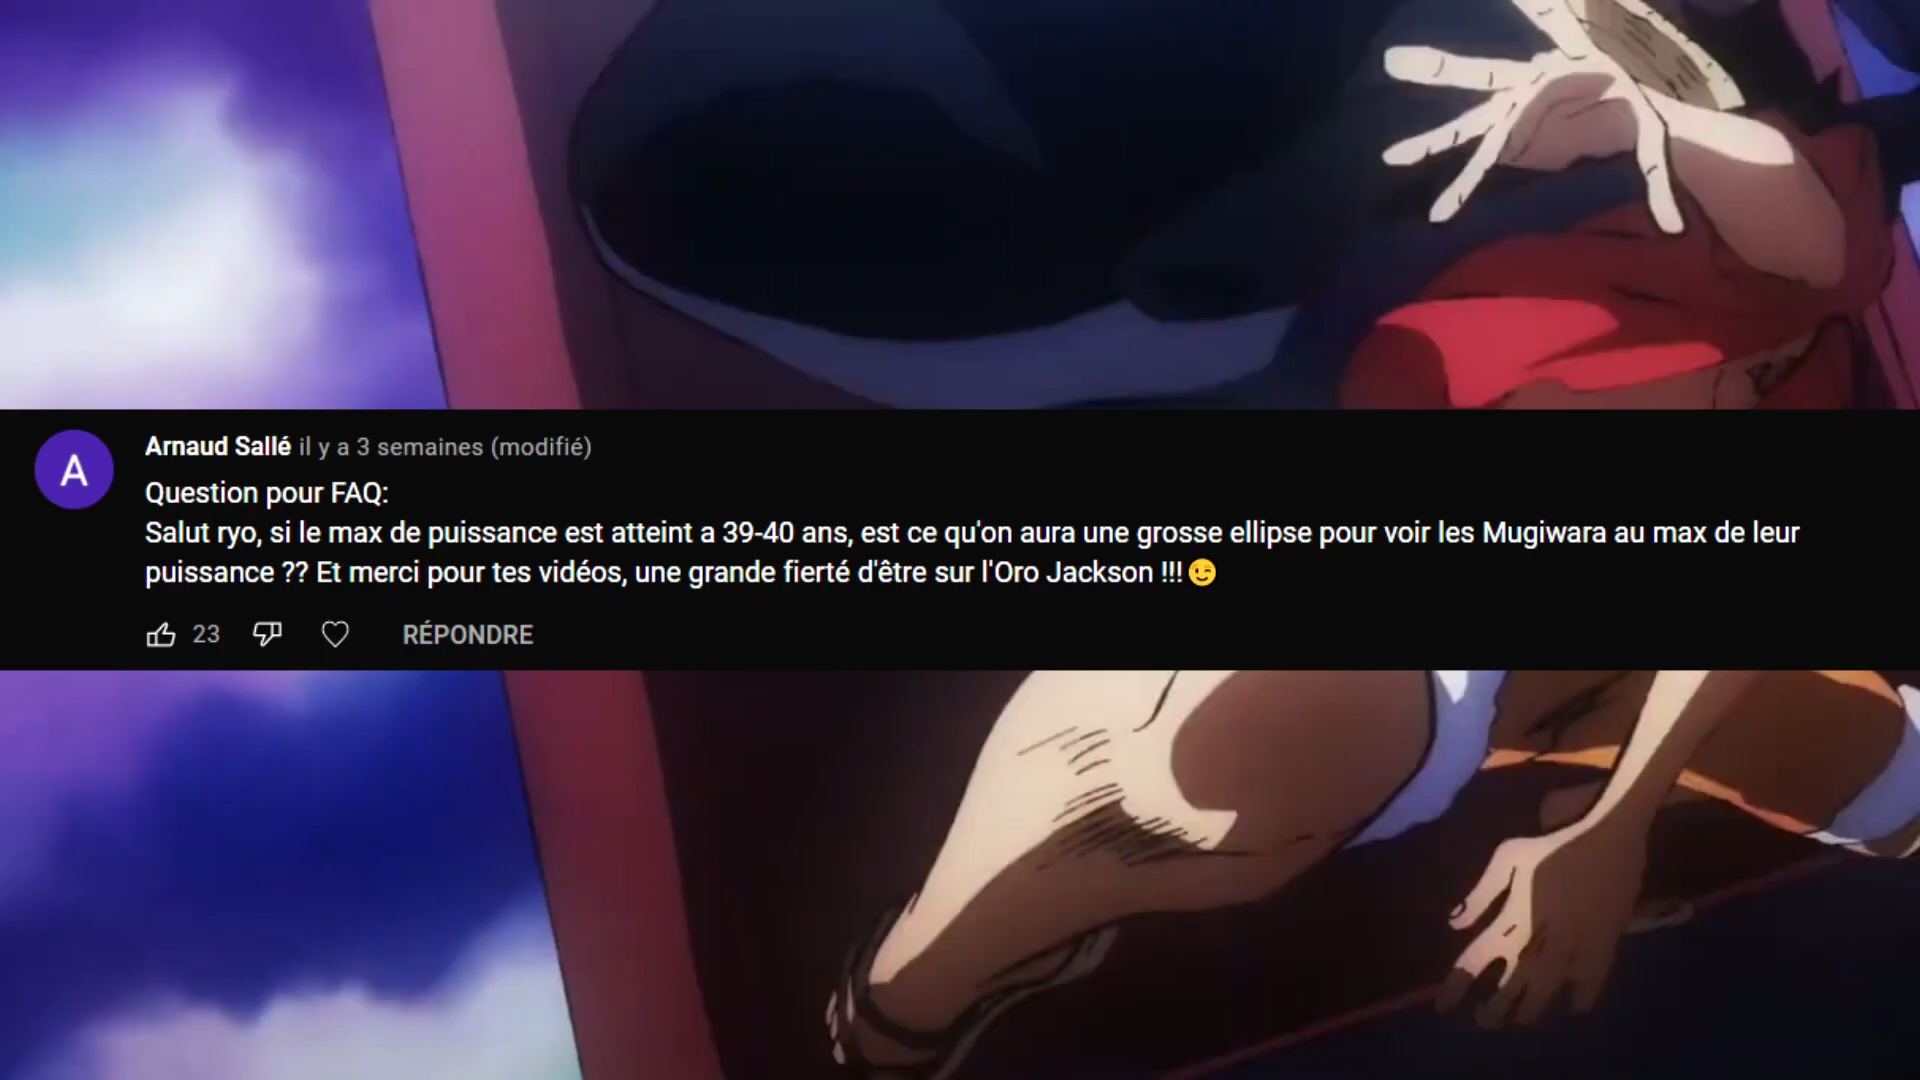 A
Arnaud Sallé il y a 3 semaines (modifié)
Question pour FAQ:
Salut ryo, si le max de puissance est atteint a 39-40 ans, est ce qu'on aura une grosse ellipse pour voir les Mugiwara au max de leur
puissance ?? Et merci pour tes vidéos, une grande fierté d'être sur l'Oro Jackson !!!😉
23 RÉPONDRE